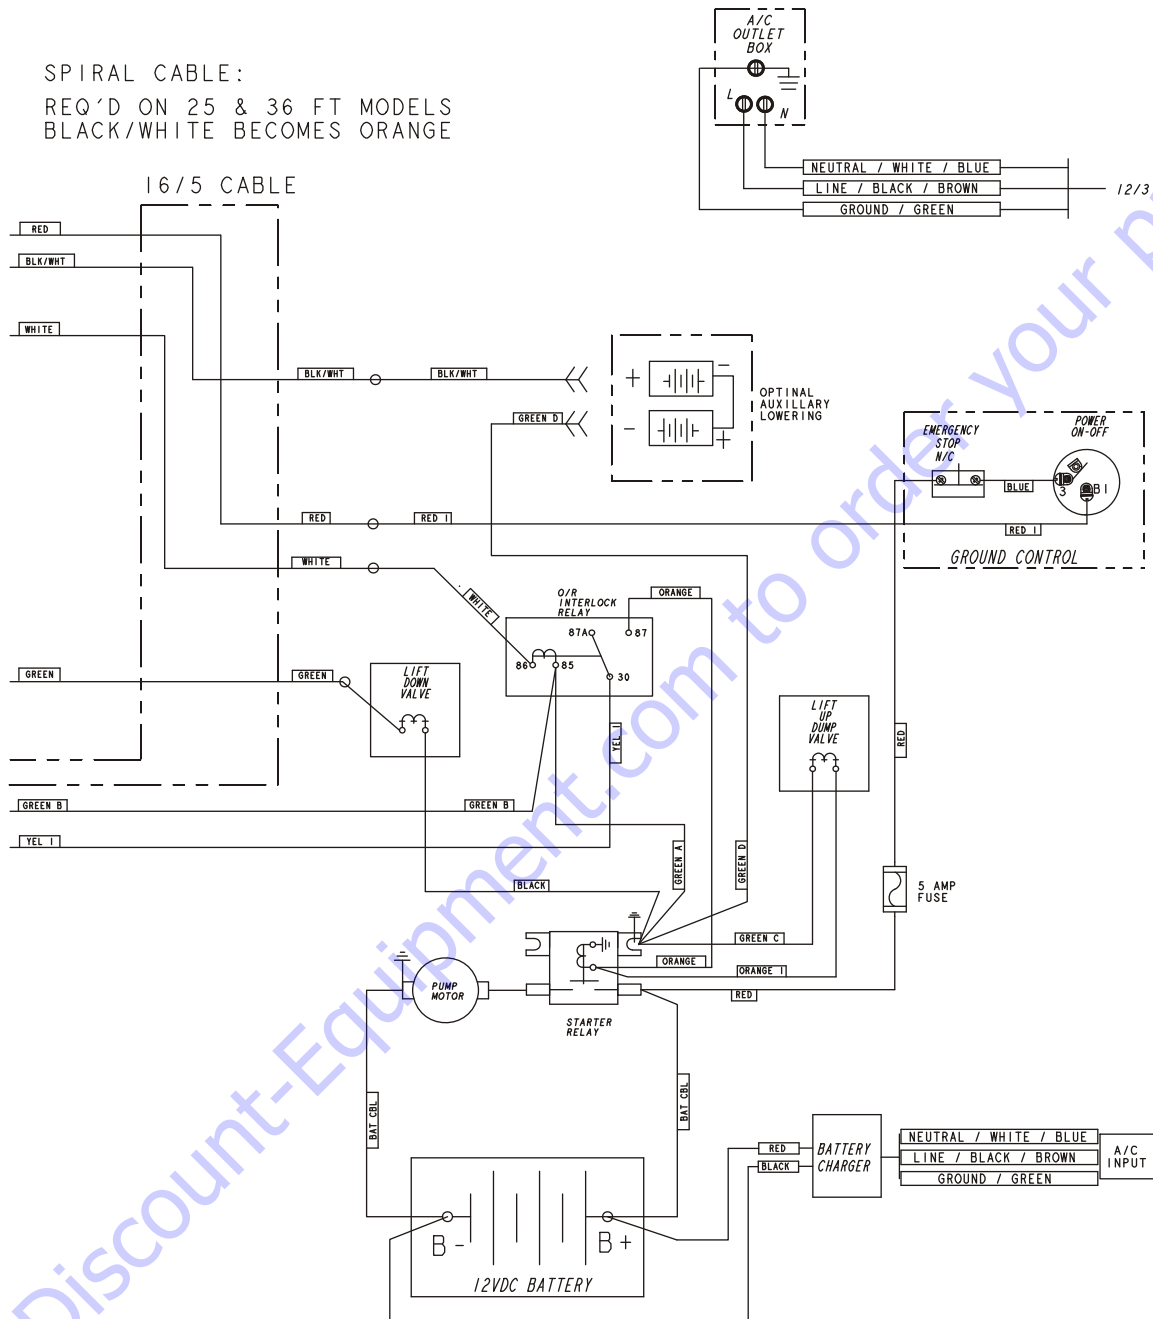 A/C
OUTLET
BOX
L
N
SPIRAL CABLE:
REQ'D ON 25 & 36 FT MODELS
BLACK/WHITE BECOMES ORANGE
16/5 CABLE
NEUTRAL / WHITE / BLUE
LINE / BLACK / BROWN
12/3
GROUND / GREEN
RED
BLK/WHT
WHITE
BLK/WHT
BLK/WHT
GREEN D
+
-
-
+
OPTINAL
AUXILLARY
LOWERING
EMERGENCY
STOP
N/C
POWER
ON-OFF
BLUE
3
B1
RED
RED 1
RED 1
GROUND CONTROL
WHITE
WHITE
O/R
INTERLOCK
RELAY
ORANGE
87A
87
86
85
30
GREEN
GREEN
LIFT
DOWN
VALVE
LIFT
UP
DUMP
VALVE
YEL 1
RED
GREEN B
GREEN B
YEL 1
GREEN A
GREEN D
BLACK
5 AMP
FUSE
GREEN C
ORANGE
ORANGE 1
RED
PUMP
MOTOR
STARTER
RELAY
BAT CBL
BAT CBL
RED
BLACK
BATTERY
CHARGER
NEUTRAL / WHITE / BLUE
LINE / BLACK / BROWN
GROUND / GREEN
A/C
INPUT
B -
B +
12VDC BATTERY
Discount-Equipment.com to order your p